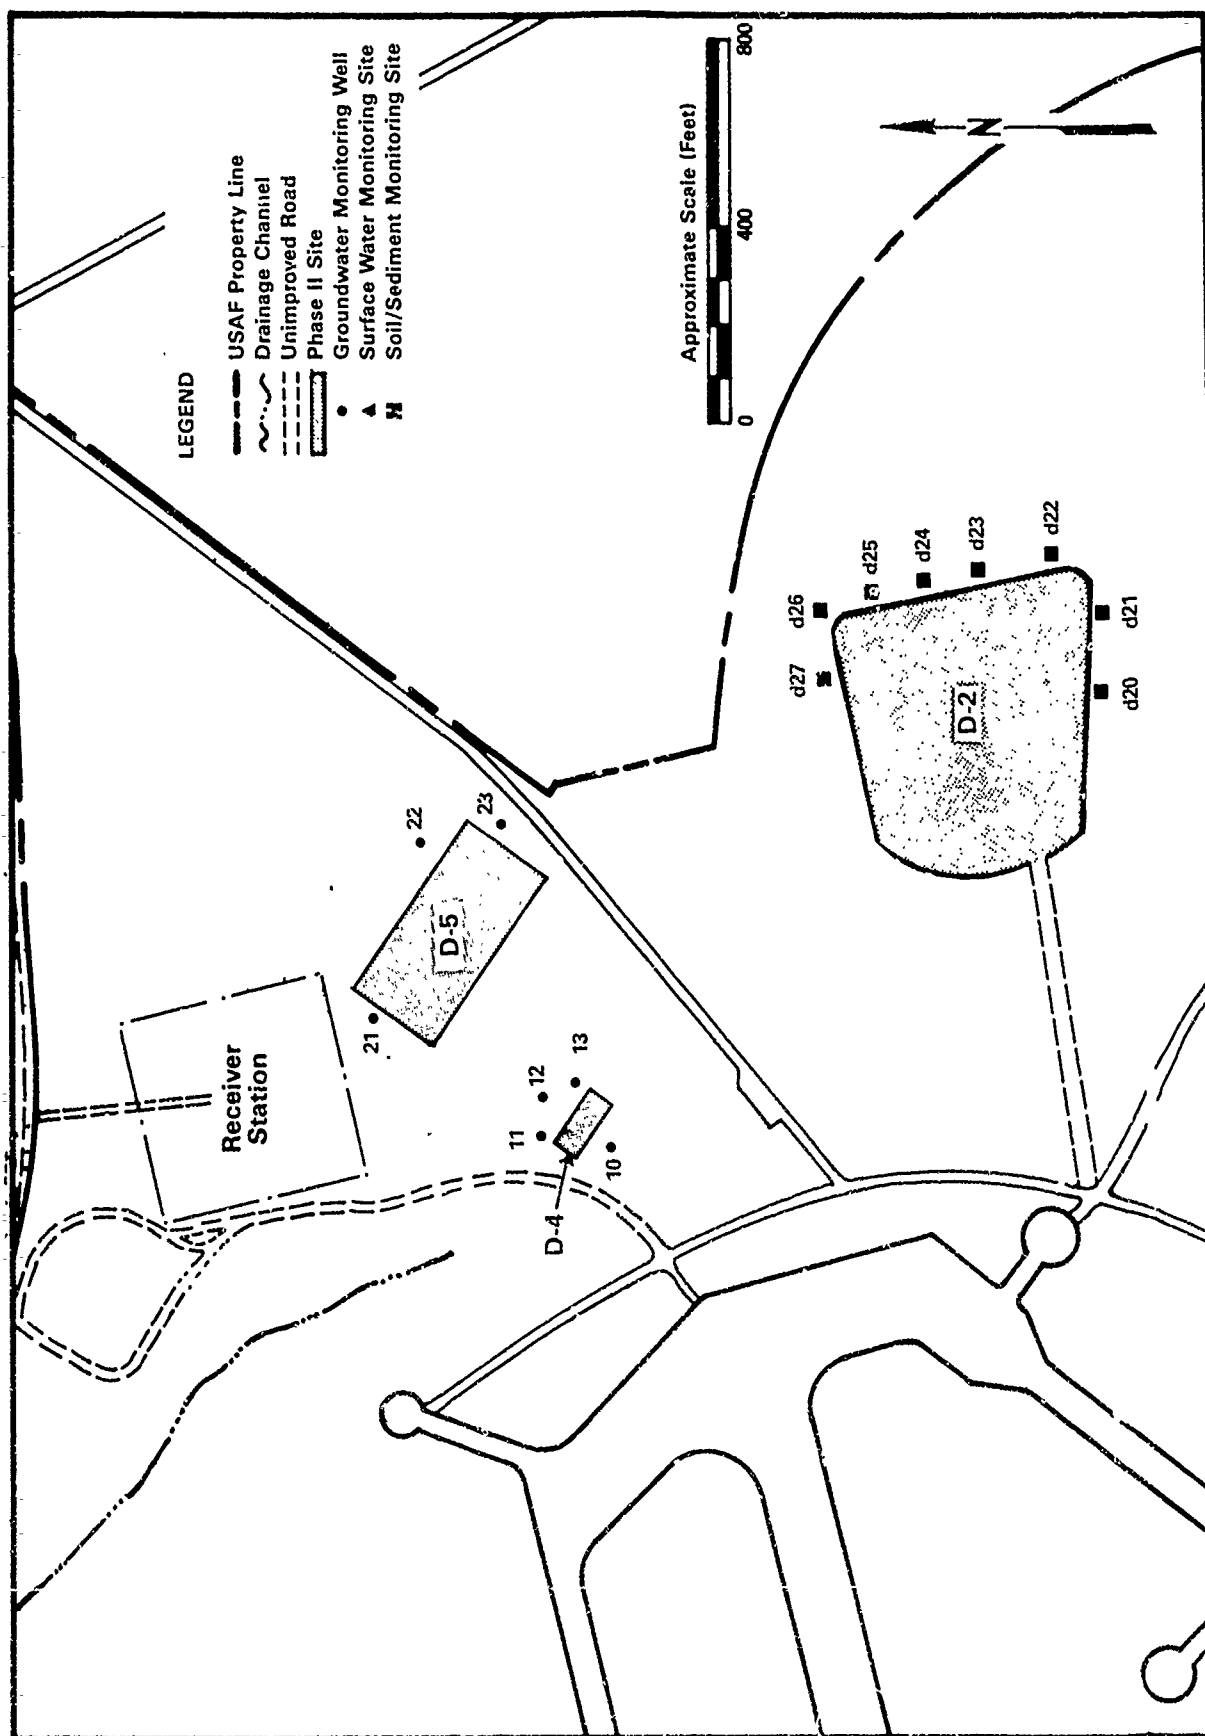 LEGEND
USAF Property Line
Drainage Channel
Unimproved Road
Phase II Site
Groundwater Monitoring Well
Surface Water Monitoring Site
Soil/Sediment Monitoring Site
Approximate Scale (Feet)
0 400 800
N
Receiver
Station
D-5
21
22
23
D-4
10
11
12
13
D-2
d20
d21
d22
d23
d24
d25
d26
d27